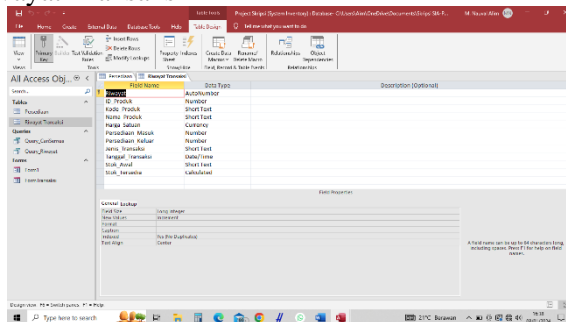 Table Tools
Project Skripsi (System Inventory) : Database- C:\Users\
File Home Create External Data Database Tools Help Table Design Tell me what you want to do
View Primary Key Builder Test Validation Rules Insert Rows Delete Rows Modify Lookups Property Sheet Indexes Create Data Macros Rename/Delete Macro Relationships Object Dependencies
Views Tools Show/Hide Field, Record & Table Events Relationships
All Access Obj...
Search...
Tables
Persediaan
Riwayat Transaksi
Queries
Query_Riwayat
Forms
Form1
Persediaan Riwayat Transaksi
Field Name Data Type Description (Optional)
Riwayat AutoNumber
ID_Produk Number
Kode_Produk Short Text
Nama_Produk Short Text
Harga Satuan Currency
Persediaan_Masuk Number
Persediaan_Keluar Number
Jenis_Transaksi Short Text
Tanggal_Transaksi Date/Time
Stok_Awal Short Text
Stok_Tersedia Calculated
Field Properties
General Lookup
Field Size Long Integer
New Values Increment
Format
Caption
Indexed Yes (No Duplicates)
Text Align Center
A field name can be up to 64 characters long, including spaces. Press F1 for help on field names.
Design view. F6 = Switch panes. F1 = Help.
Type here to search
21°C Berawan